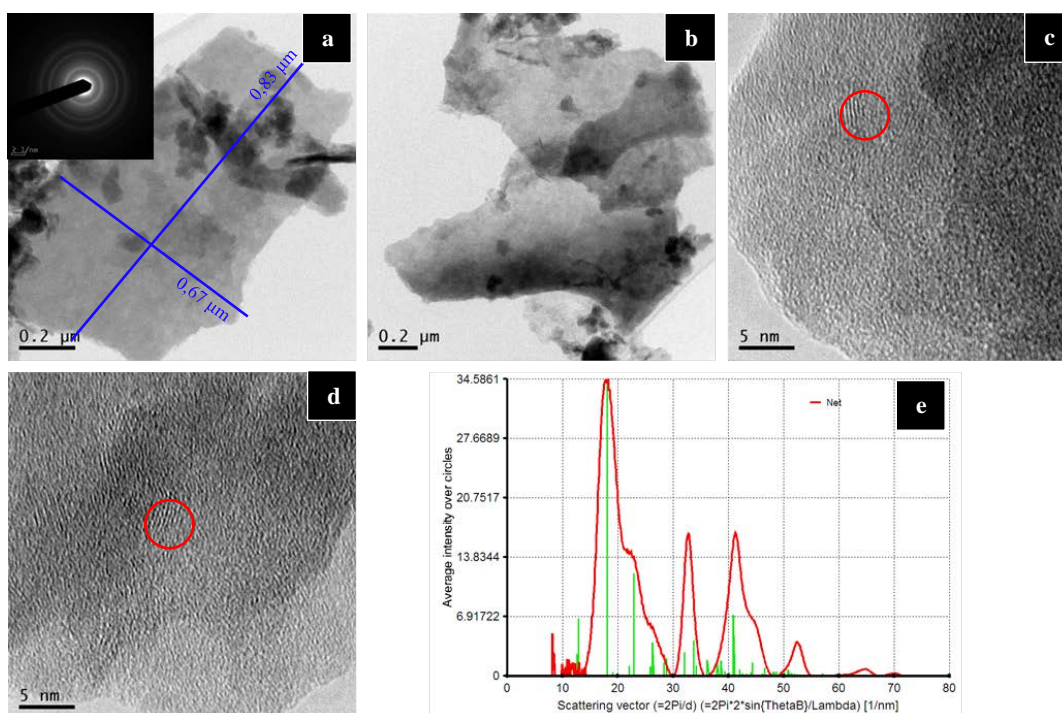 a
0,83 µm
0,67 µm
0.2 µm
b
0.2 µm
c
5 nm
d
5 nm
e
34.5861
27.6689
20.7517
13.8344
6.91722
0
Net
Average intensity over circles
0 10 20 30 40 50 60 70 80
Scattering vector (=2Pi/d) (=2Pi*2*sin{ThetaB}/Lambda) [1/nm]